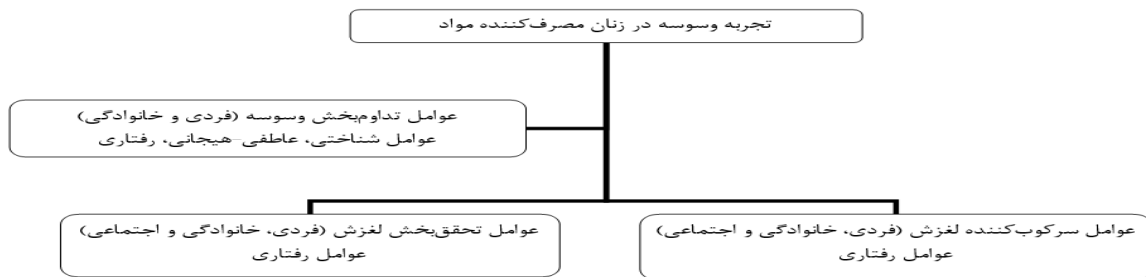 تجربه وسوسه در زنان مصرف‌کننده مواد
عوامل تداوم‌بخش وسوسه (فردی و خانوادگی)
عوامل شناختی، عاطفی-هیجانی، رفتاری
عوامل سرکوب‌کننده لغزش (فردی، خانوادگی و اجتماعی)
عوامل رفتاری
عوامل تحقق‌بخش لغزش (فردی، خانوادگی و اجتماعی)
عوامل رفتاری